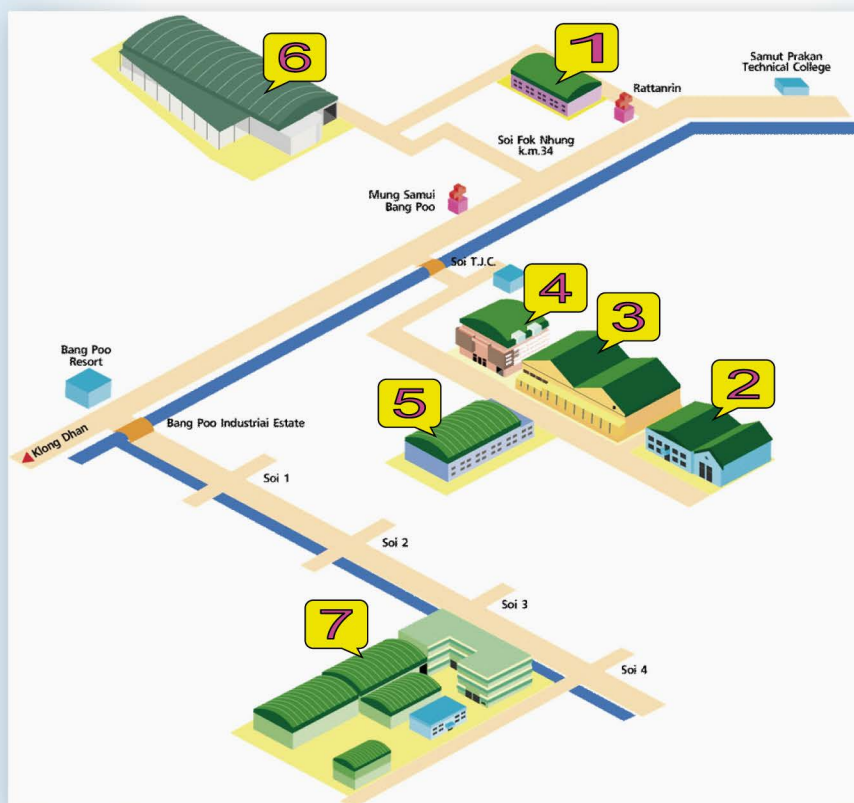 6
1
Samut Prakan
Technical College
Rattanrin
Soi Fok Nhung
k.m.34
Mung Samui
Bang Poo
Soi T.J.C.
4
3
Bang Poo
Resort
2
5
Bang Poo Industriai Estate
Klong Dhan
Soi 1
Soi 2
Soi 3
7
Soi 4